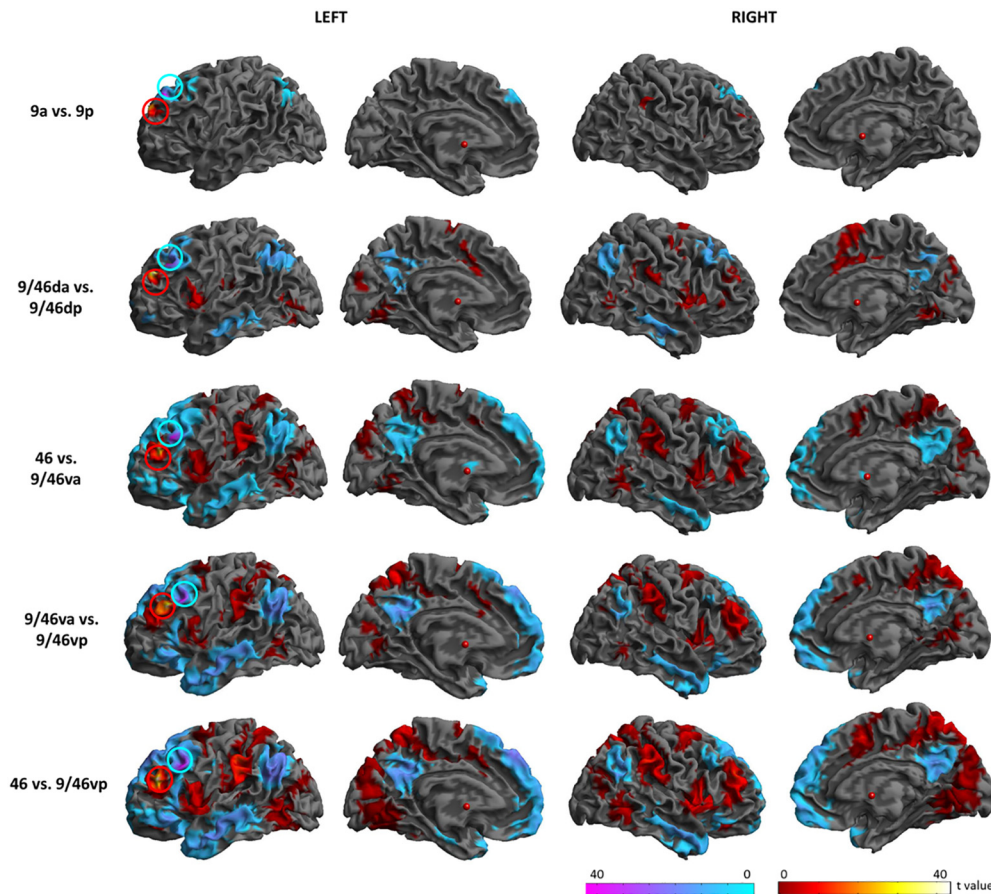 LEFT RIGHT
9a vs. 9p
9/46da vs.
9/46dp
46 vs.
9/46va
9/46va vs.
9/46vp
46 vs. 9/46vp
40 0 0 40 t value